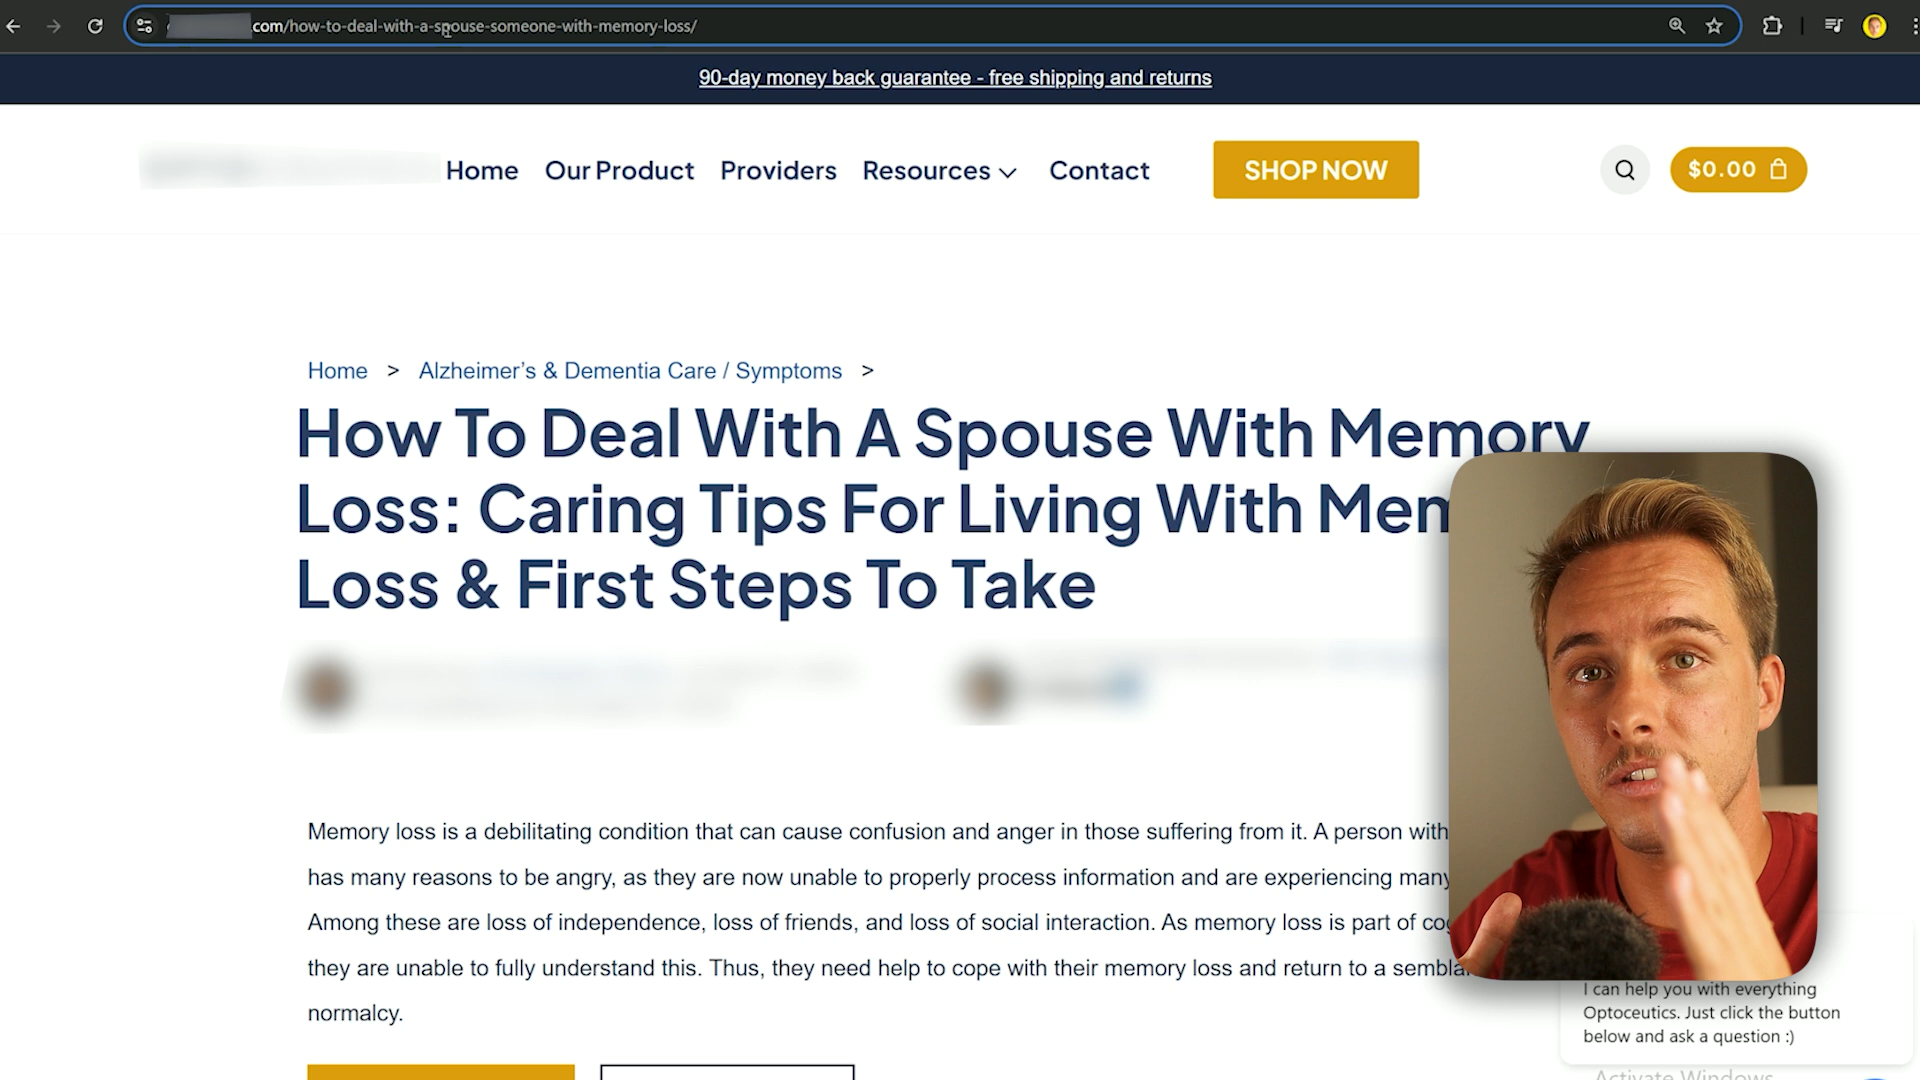 .com/how-to-deal-with-a-spouse-someone-with-memory-loss/
90-day money back guarantee - free shipping and returns
Home Our Product Providers Resources Contact SHOP NOW $0.00
Home > Alzheimer’s & Dementia Care / Symptoms >
How To Deal With A Spouse With Memory
Loss: Caring Tips For Living With Mem
Loss & First Steps To Take
Memory loss is a debilitating condition that can cause confusion and anger in those suffering from it. A person with
has many reasons to be angry, as they are now unable to properly process information and are experiencing many
Among these are loss of independence, loss of friends, and loss of social interaction. As memory loss is part of
they are unable to fully understand this. Thus, they need help to cope with their memory loss and return to a
normalcy.
I can help you with everything
Optoceutics. Just click the button
below and ask a question :)
Activate Windows